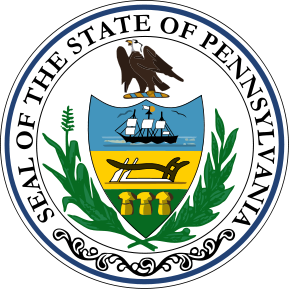 SEAL OF THE STATE OF PENNSYLVANIA